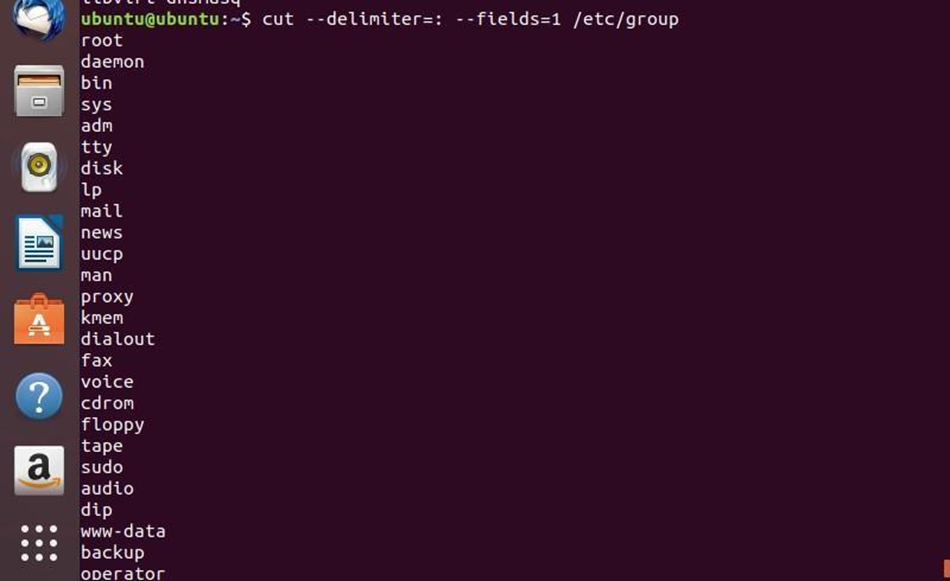 ubuntu@ubuntu:~$ cut --delimiter=: --fields=1 /etc/group
root
daemon
bin
sys
adm
tty
disk
lp
mail
news
uucp
man
proxy
kmem
dialout
fax
voice
cdrom
floppy
tape
sudo
audio
dip
www-data
backup
operator